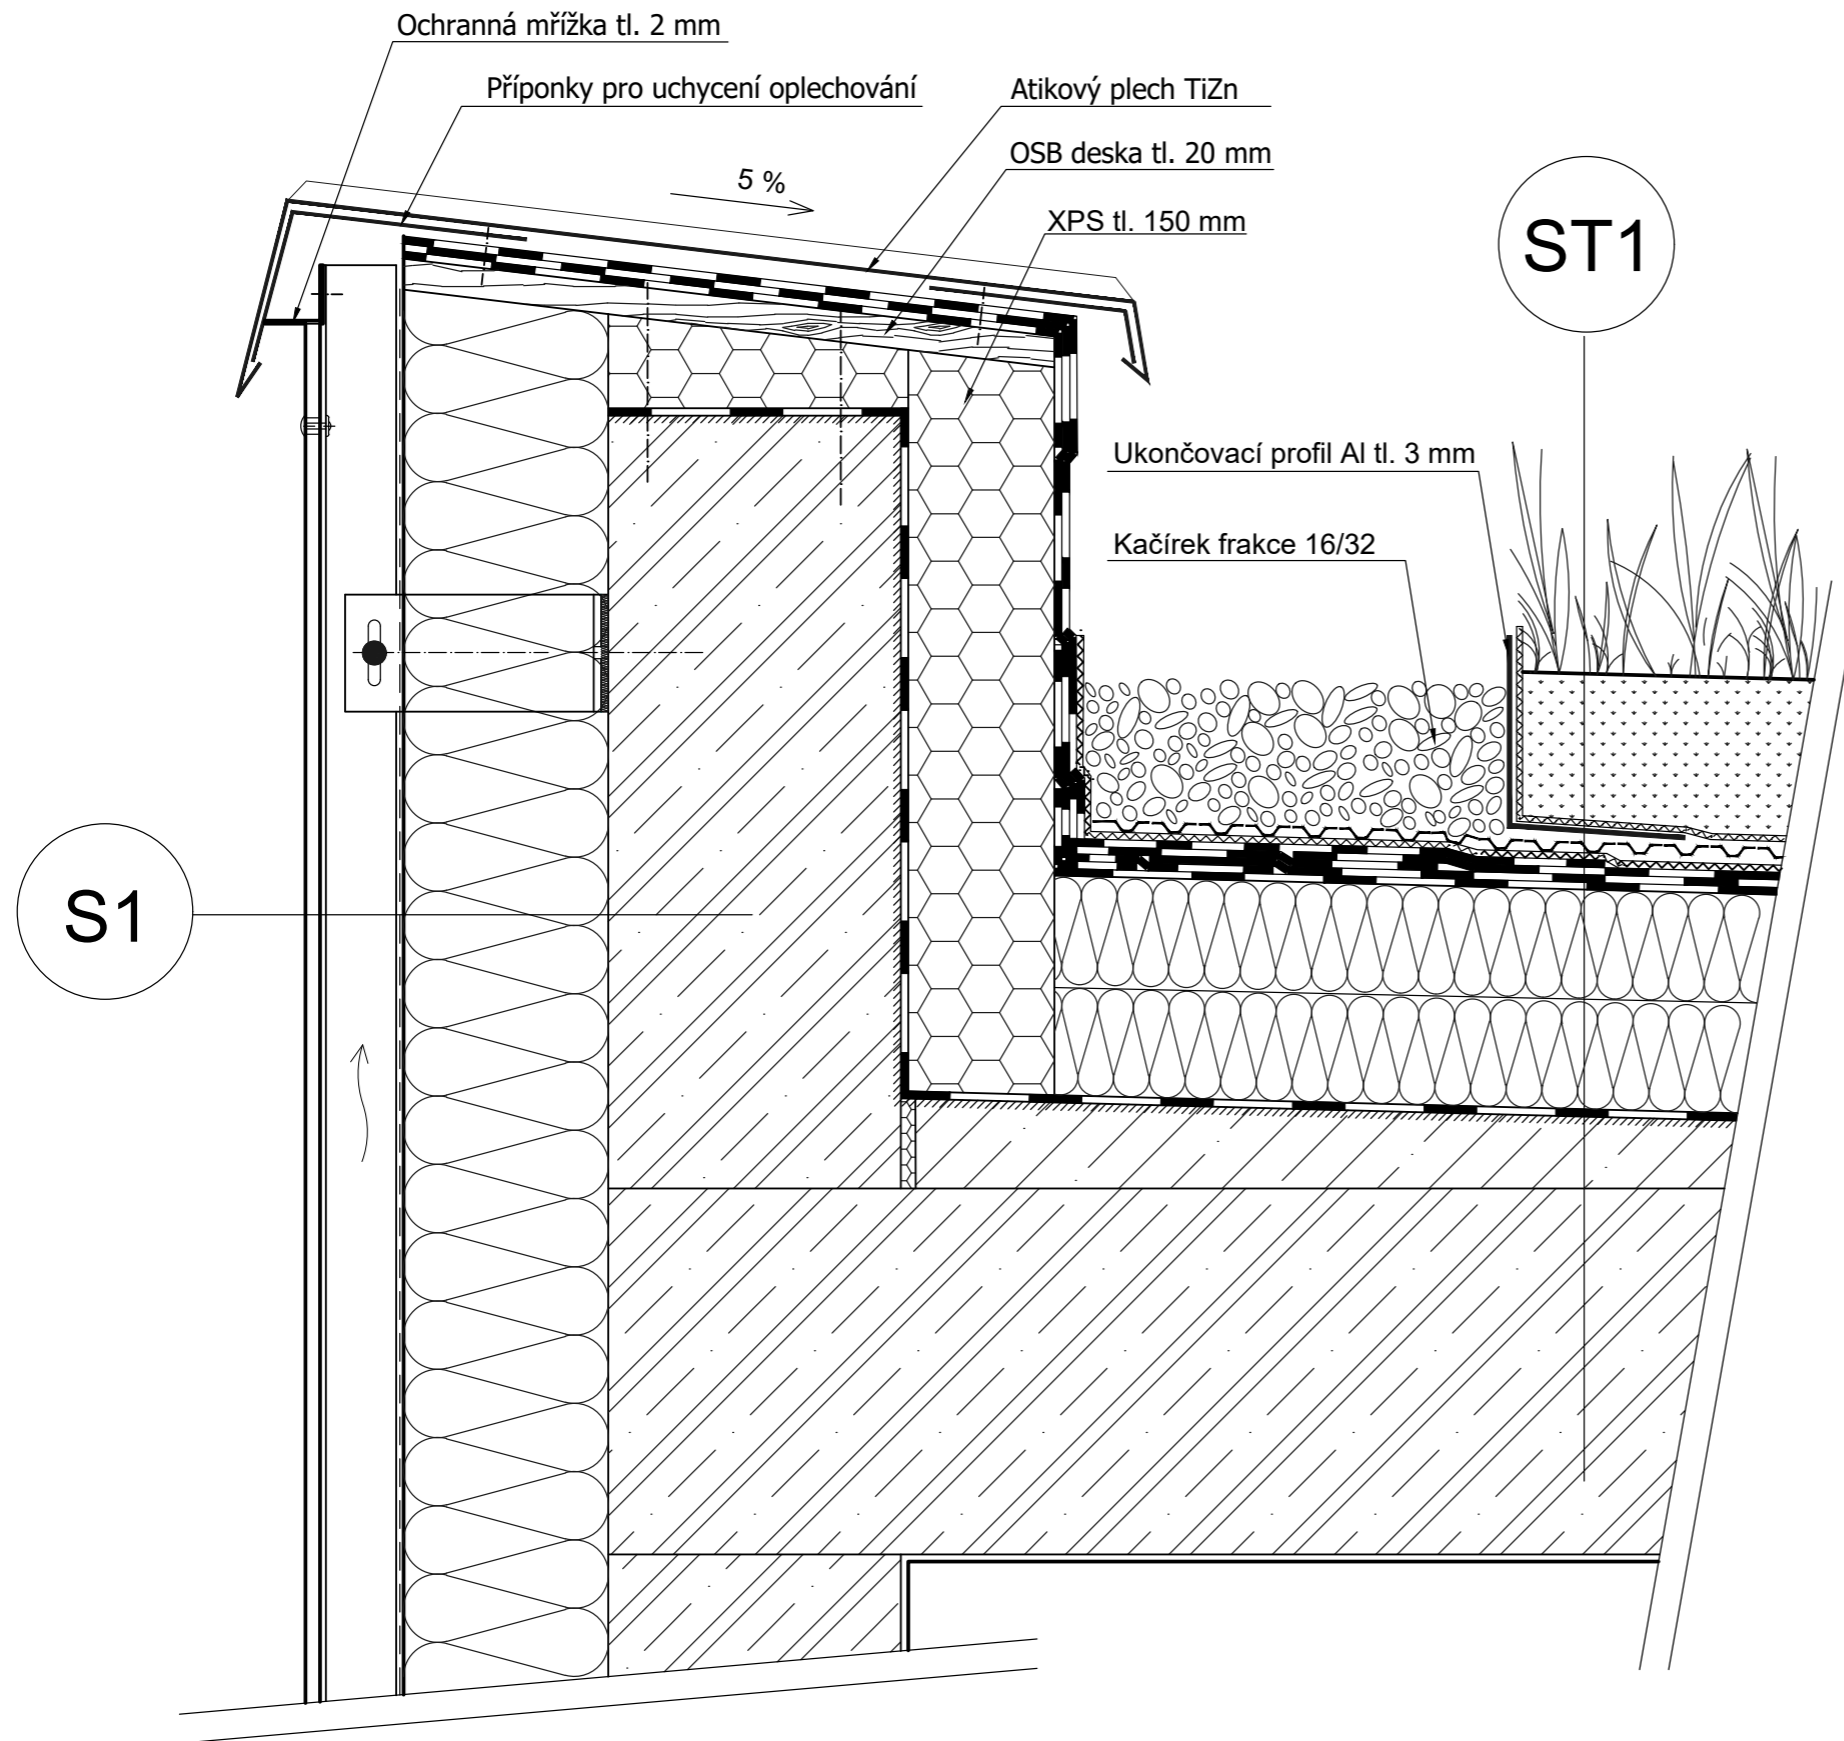 Ochranná mřížka tl. 2 mm
Příponky pro uchycení oplechování
Atikový plech TiZn
OSB deska tl. 20 mm
5 %
XPS tl. 150 mm
ST1
Ukončovací profil Al tl. 3 mm
Kačírek frakce 16/32
S1